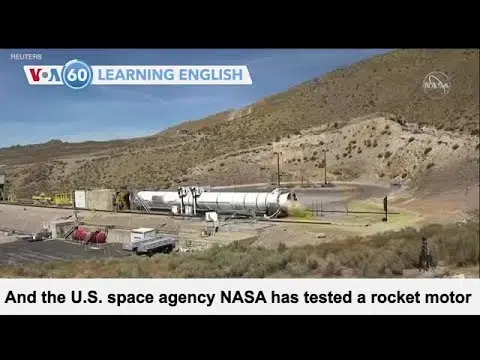 REUTERS
VOA 60 LEARNING ENGLISH
NASA
And the U.S. space agency NASA has tested a rocket motor